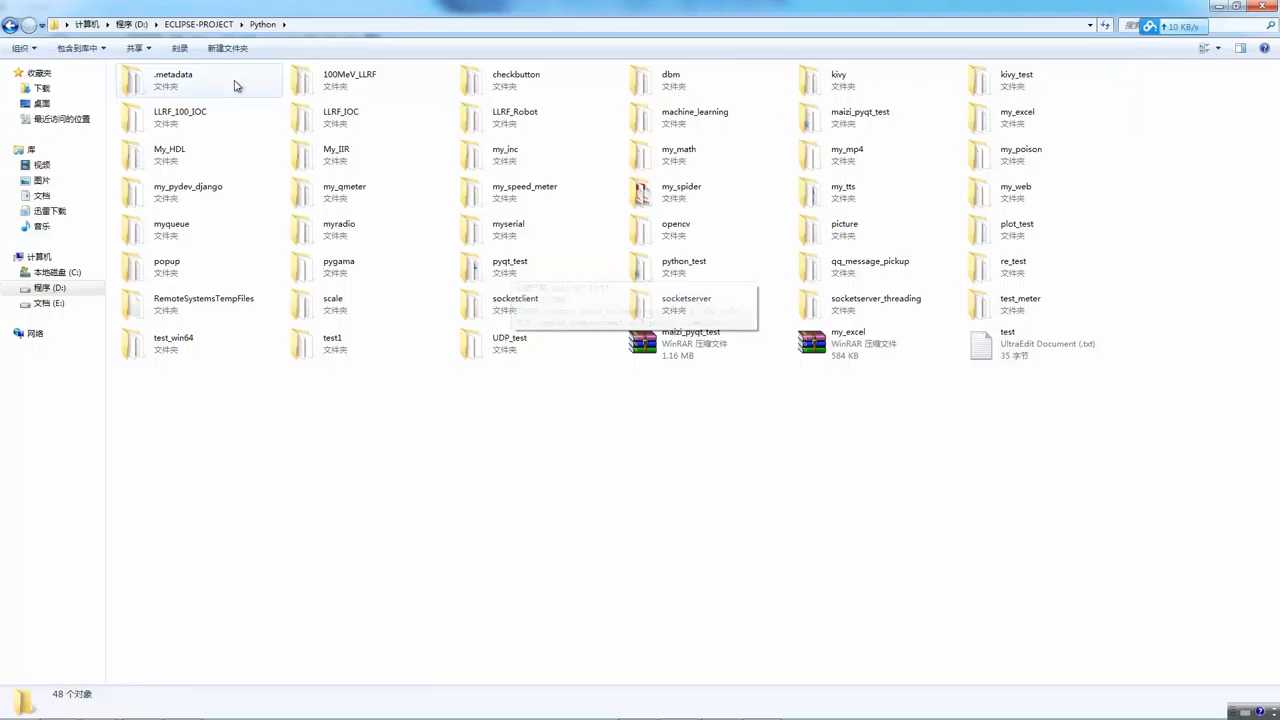 计算机 程序 (D:) ECLIPSE-PROJECT Python
↑ 10 KB/s
组织 包含到库中 共享 刻录 新建文件夹
收藏夹
下载
桌面
最近访问的位置
库
视频
图片
文档
迅雷下载
音乐
计算机
本地磁盘 (C:)
程序 (D:)
文档 (E:)
网络
.metadata 100MeV_LLRF checkbutton dbm kivy kivy_test
文件夹 文件夹 文件夹 文件夹 文件夹 文件夹
LLRF_100_IOC LLRF_IOC LLRF_Robot machine_learning maizi_pyqt_test my_excel
文件夹 文件夹 文件夹 文件夹 文件夹 文件夹
My_HDL My_IIR my_inc my_math my_mp4 my_poison
文件夹 文件夹 文件夹 文件夹 文件夹 文件夹
my_pydev_django my_qmeter my_speed_meter my_spider my_tts my_web
文件夹 文件夹 文件夹 文件夹 文件夹 文件夹
myqueue myradio myserial opencv picture plot_test
文件夹 文件夹 文件夹 文件夹 文件夹 文件夹
popup pygama pyqt_test python_test qq_message_pickup re_test
文件夹 文件夹 文件夹 文件夹 文件夹 文件夹
RemoteSystemsTempFiles scale socketclient socketserver socketserver_threading test_meter
文件夹 文件夹 文件夹 文件夹 文件夹 文件夹
test_win64 test1 UDP_test maizi_pyqt_test my_excel test
文件夹 文件夹 文件夹 WinRAR 压缩文件 WinRAR 压缩文件 UltraEdit Document (.txt)
1.16 MB 584 KB 35 字节
48 个对象